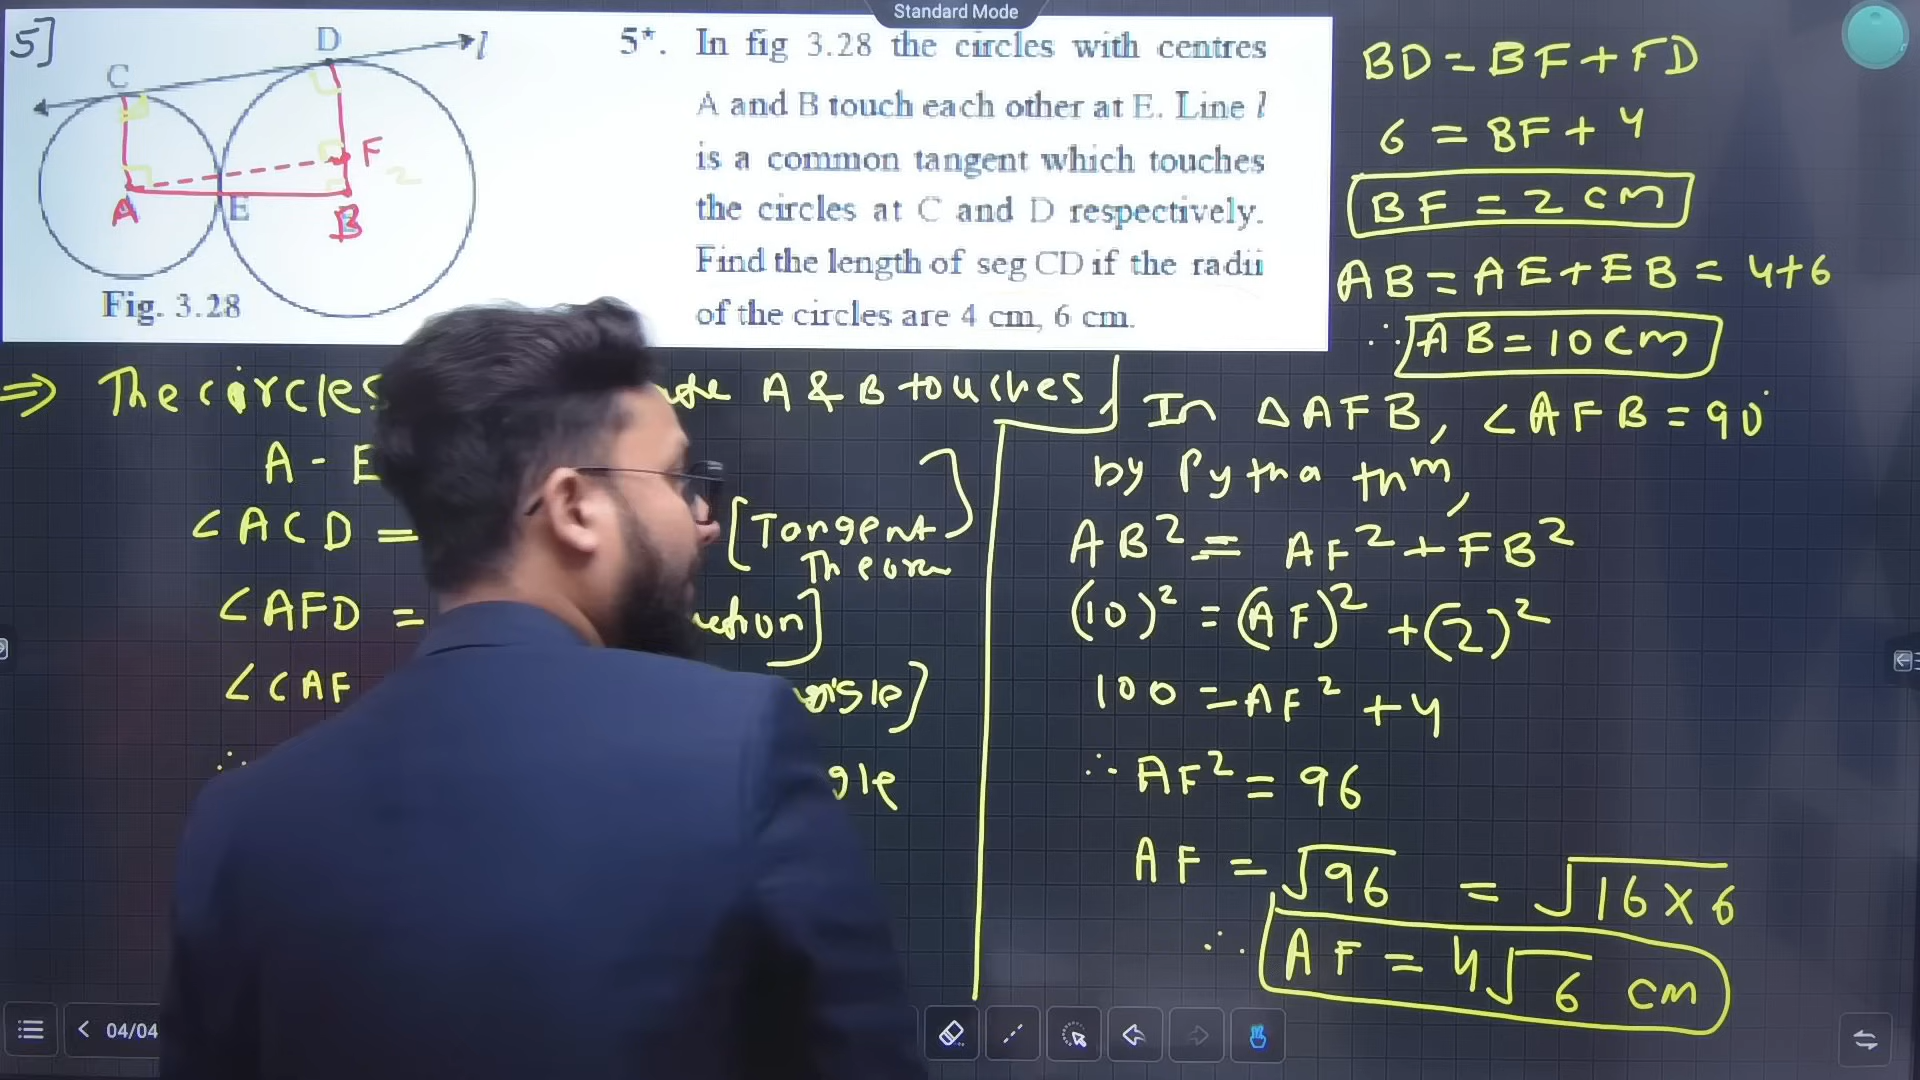 Standard Mode
5]
C
D
l
A
E
B
F
2
Fig. 3.28
5*. In fig 3.28 the circles with centres
A and B touch each other at E. Line l
is a common tangent which touches
the circles at C and D respectively.
Find the length of seg CD if the radii
of the circles are 4 cm, 6 cm.
BD = BF + FD
6 = BF + 4
BF = 2 cm
AB = AE + EB = 4+6
∴ AB = 10 cm
⇒ The circles A & B touches
A - E
∠ACD = [Tangent
Theorem
∠AFD =
∠CAF
∴
In △AFB, ∠AFB = 90°
by Pytha thm,
AB² = AF² + FB²
(10)² = (AF)² + (2)²
100 = AF² + 4
∴ AF² = 96
AF = √96 = √16 × 6
∴ AF = 4√6 cm
04/04